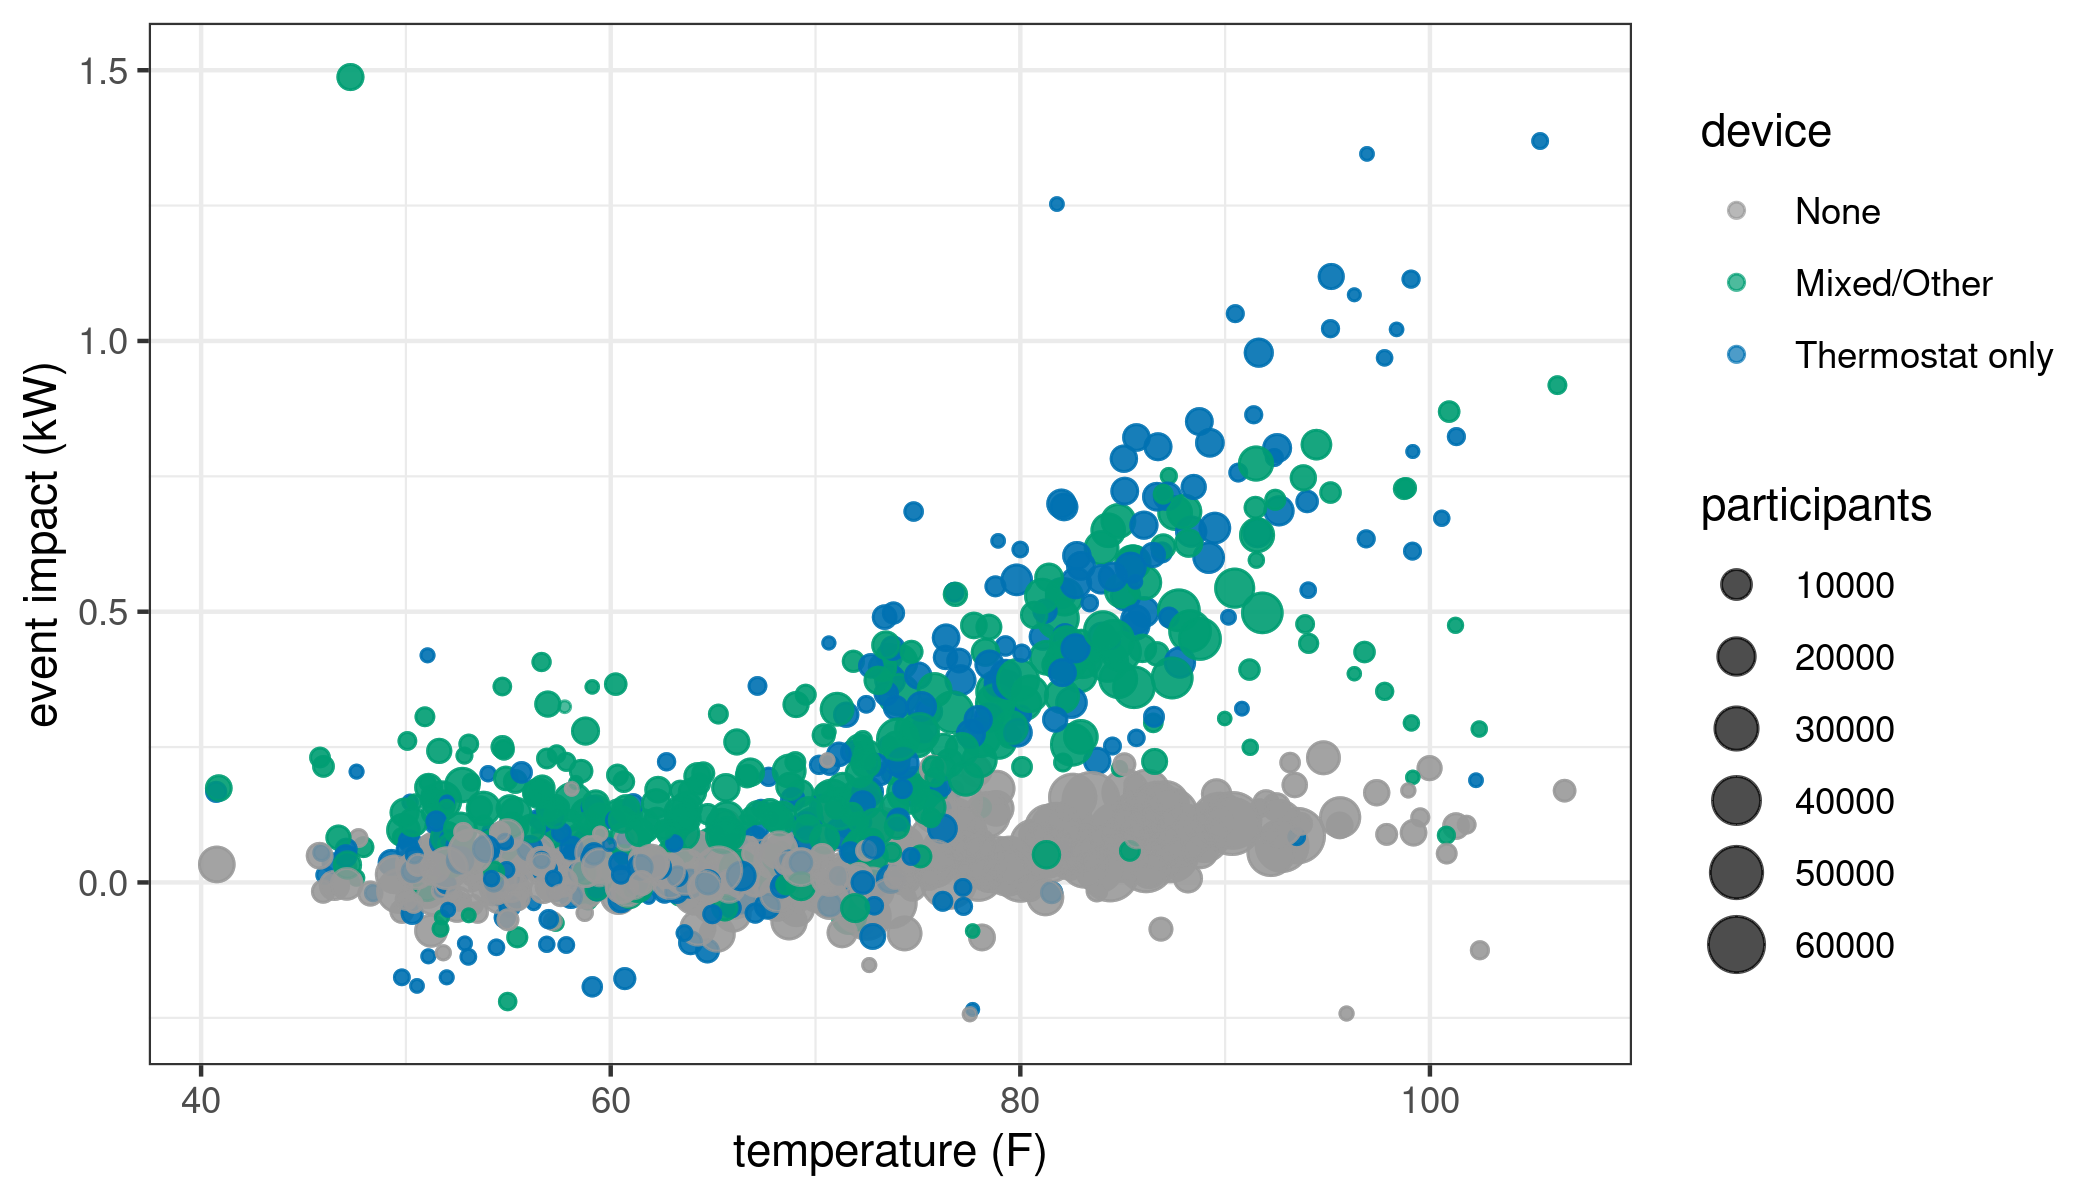 1.5
1.0
0.5
0.0
event impact (kW)
40
60
80
100
temperature (F)
device
None
Mixed/Other
Thermostat only
participants
10000
20000
30000
40000
50000
60000